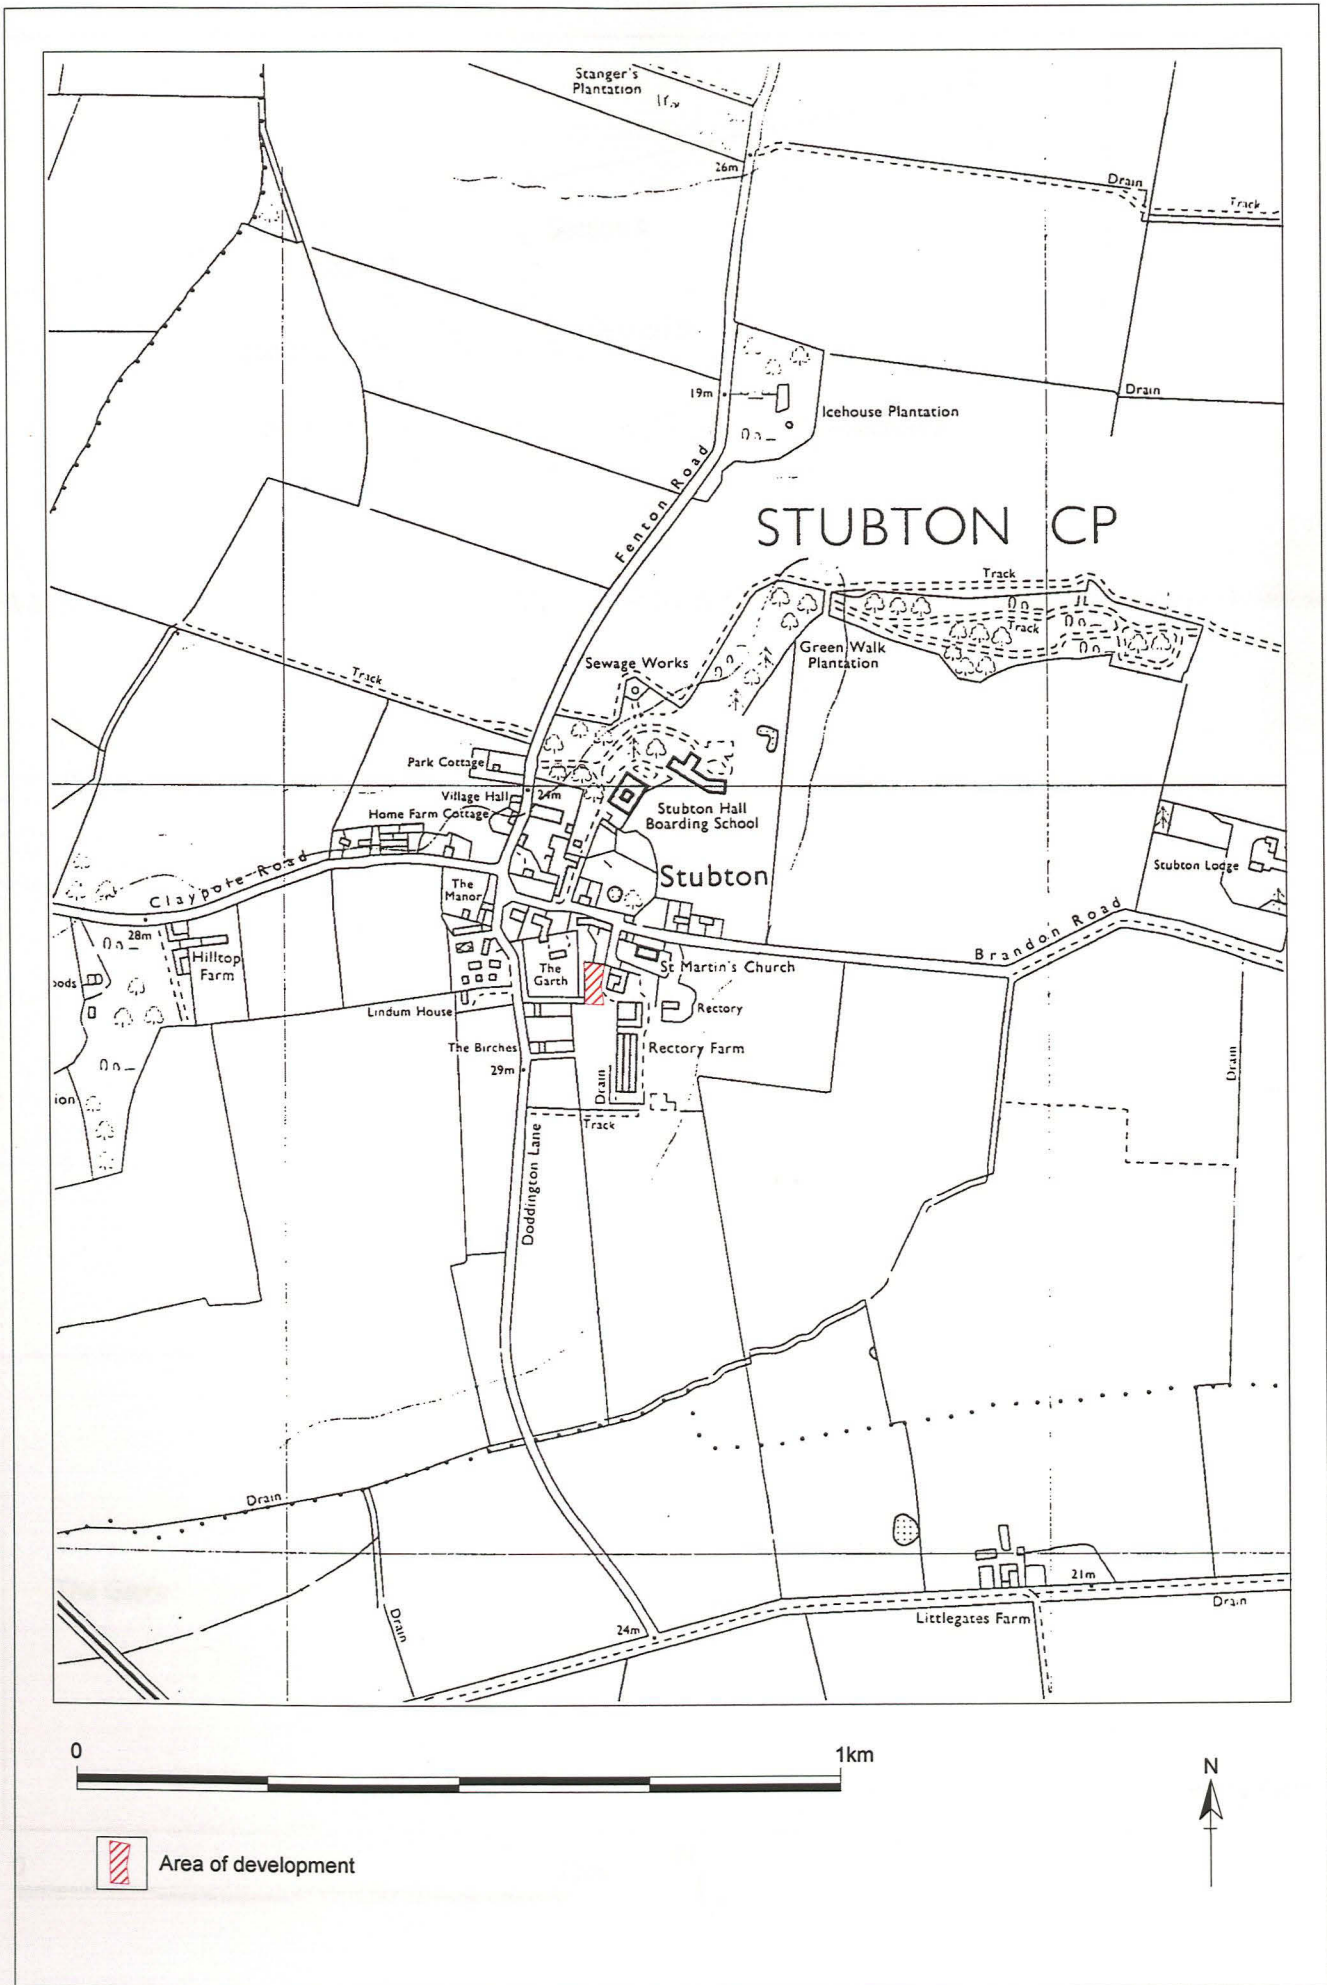 Stanger's
Plantation
26m
Drain
Track
19m
Drain
Icehouse Plantation
Fenton Road
STUBTON CP
Track
Track
Green Walk
Plantation
Sewage Works
Track
Park Cottage
Village Hall
Home Farm Cottage
Stubton Hall
Boarding School
Stubton Lodge
Claypole Road
The
Manor
Stubton
28m
Hilltop
Farm
Brandon Road
The
Garth
St Martin's Church
Lindum House
Rectory
The Birches
29m
Rectory Farm
Drain
Drain
ion
Track
Doddington Lane
Drain
21m
Drain
Littlegates Farm
Drain
24m
0
1km
N
Area of development